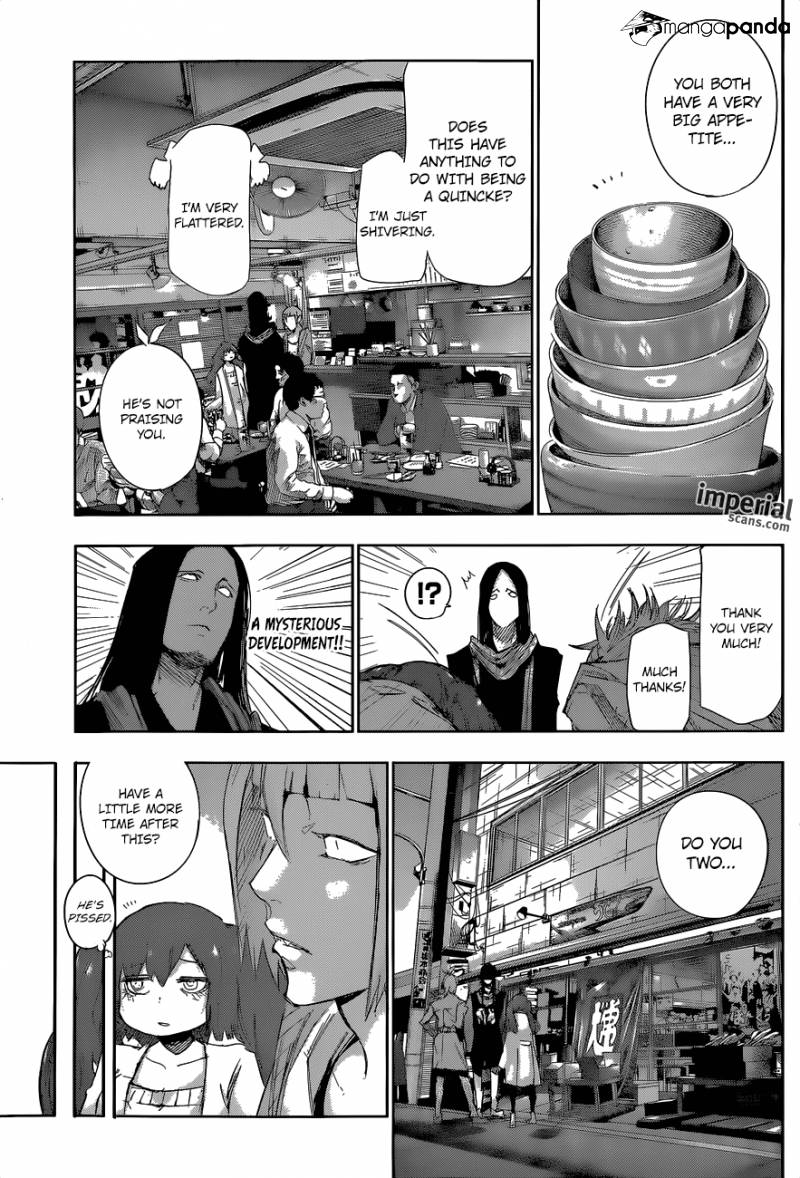 mangapanda
YOU BOTH
HAVE A VERY
BIG APPE-
TITE...
imperial
scans.com
DOES
THIS HAVE
ANYTHING TO
DO WITH BEING
A QUINCKE?
I'M JUST
SHIVERING.
I'M VERY
FLATTERED.
HE'S NOT
PRAISING
YOU.
THANK
YOU VERY
MUCH!
MUCH
THANKS!
!?
A MYSTERIOUS
DEVELOPMENT!!
DO YOU
TWO...
HAVE A
LITTLE MORE
TIME AFTER
THIS?
HE'S
PISSED.